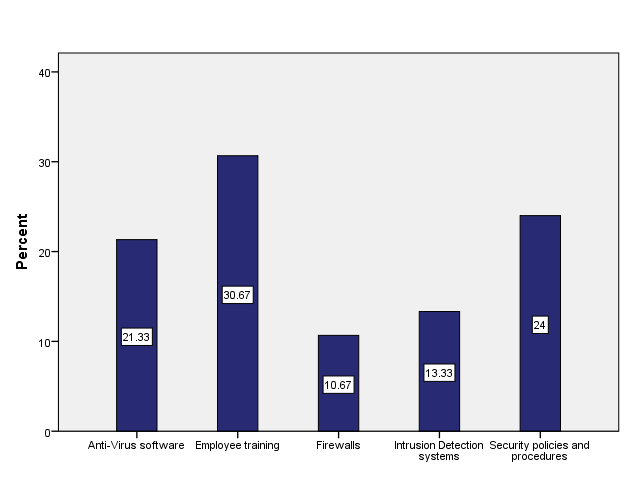 Percent
40
30
20
10
0
21.33
30.67
10.67
13.33
24
Anti-Virus software
Employee training
Firewalls
Intrusion Detection
systems
Security policies and
procedures